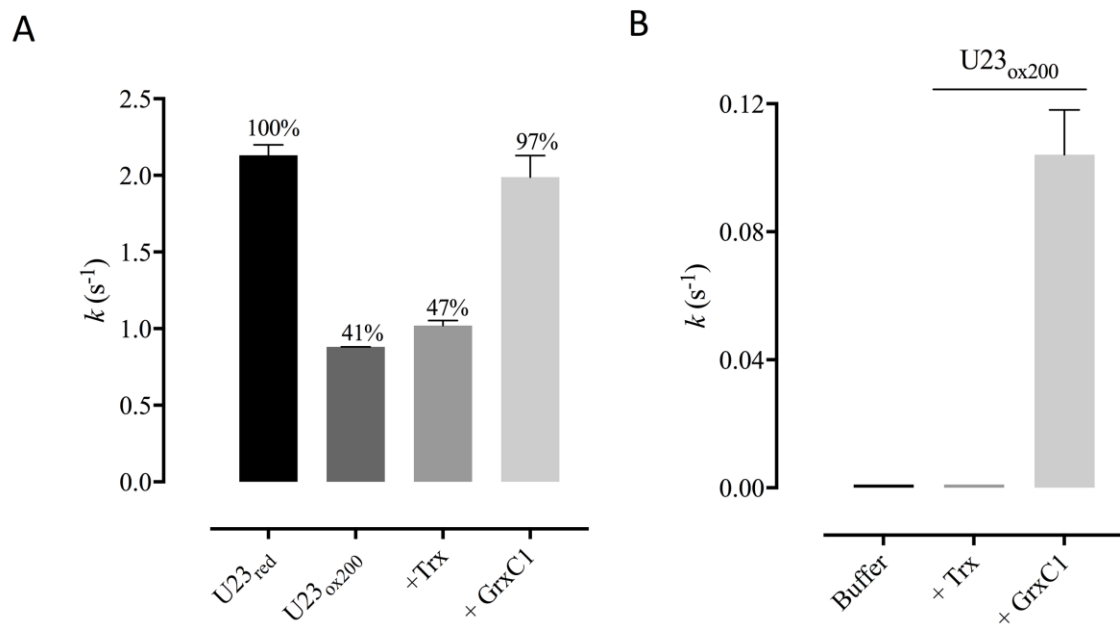 A
2.5
2.0
1.5
1.0
0.5
0.0
k (s-1)
100%
41%
47%
97%
U23red
U23ox200
+Trx
+ GrxC1
B
U23ox200
0.12
0.08
0.04
0.00
k (s-1)
Buffer
+ Trx
+ GrxC1